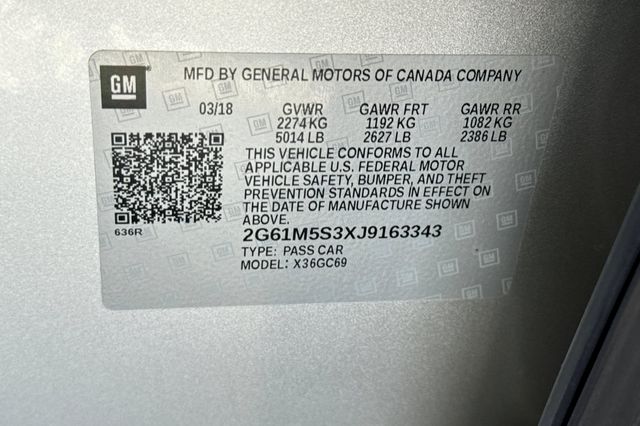 GM
MFD BY GENERAL MOTORS OF CANADA COMPANY
03/18 GVWR GAWR FRT GAWR RR
2274 KG 1192 KG 1082 KG
5014 LB 2627 LB 2386 LB
THIS VEHICLE CONFORMS TO ALL
APPLICABLE U.S. FEDERAL MOTOR
VEHICLE SAFETY, BUMPER, AND THEFT
PREVENTION STANDARDS IN EFFECT ON
THE DATE OF MANUFACTURE SHOWN
ABOVE.
636R
2G61M5S3XJ9163343
TYPE: PASS CAR
MODEL: X36GC69